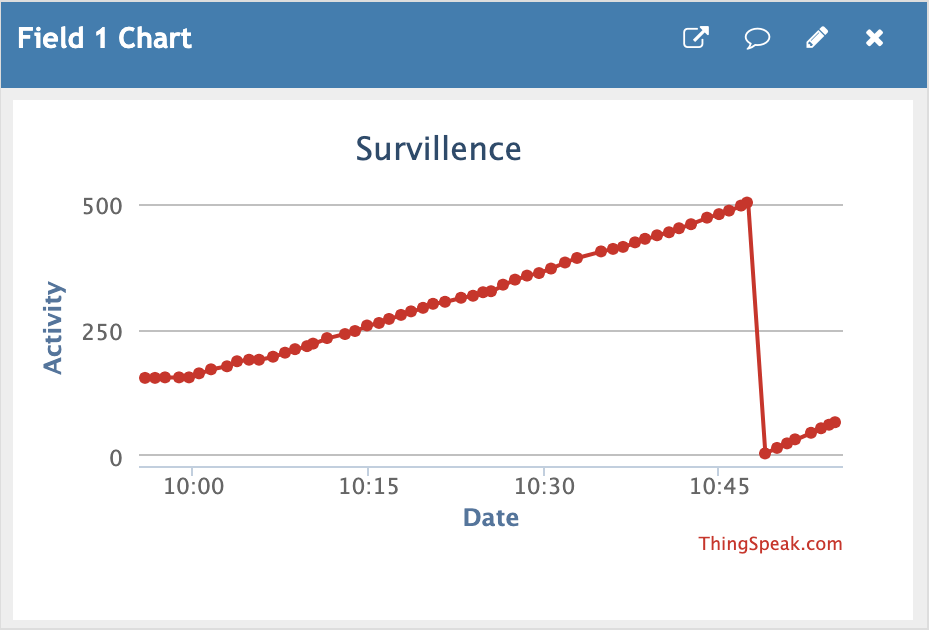 Field 1 Chart
Survillence
500
250
0
Activity
10:00 10:15 10:30 10:45
Date
ThingSpeak.com